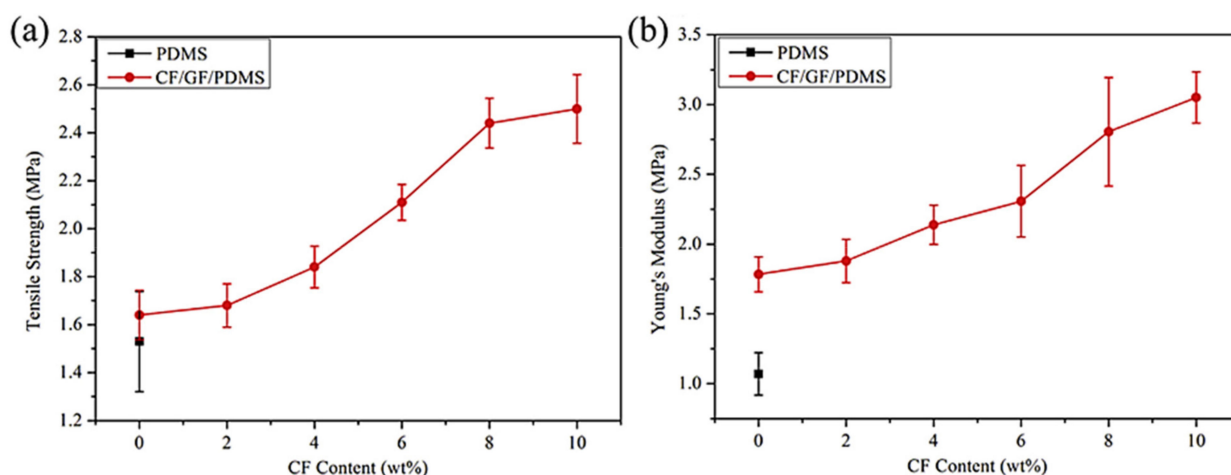 (a)
2.8
2.6
2.4
2.2
2.0
1.8
1.6
1.4
1.2
Tensile Strength (MPa)
PDMS
CF/GF/PDMS
0 2 4 6 8 10
CF Content (wt%)
(b)
3.5
3.0
2.5
2.0
1.5
1.0
Young's Modulus (MPa)
PDMS
CF/GF/PDMS
0 2 4 6 8 10
CF Content (wt%)